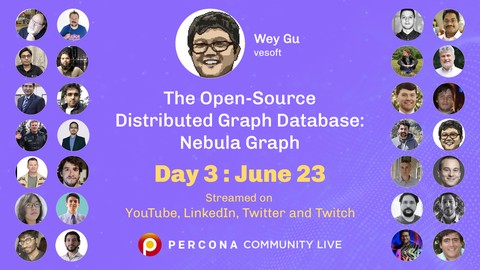 Wey Gu
vesoft
The Open-Source
Distributed Graph Database:
Nebula Graph
Day 3 : June 23
Streamed on
YouTube, LinkedIn, Twitter and Twitch
PERCONA COMMUNITY LIVE